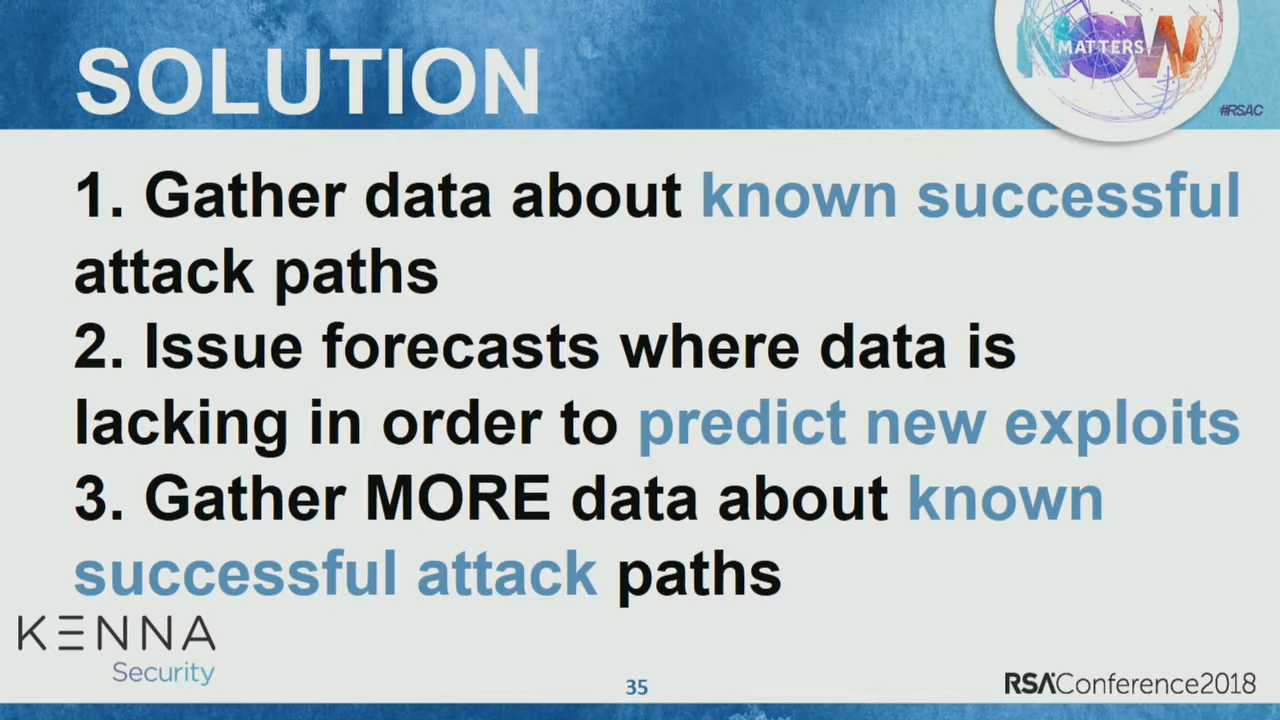 SOLUTION
NOW
MATTERS
#RSAC
1. Gather data about known successful
attack paths
2. Issue forecasts where data is
lacking in order to predict new exploits
3. Gather MORE data about known
successful attack paths
KENNA
Security
35
RSAConference2018